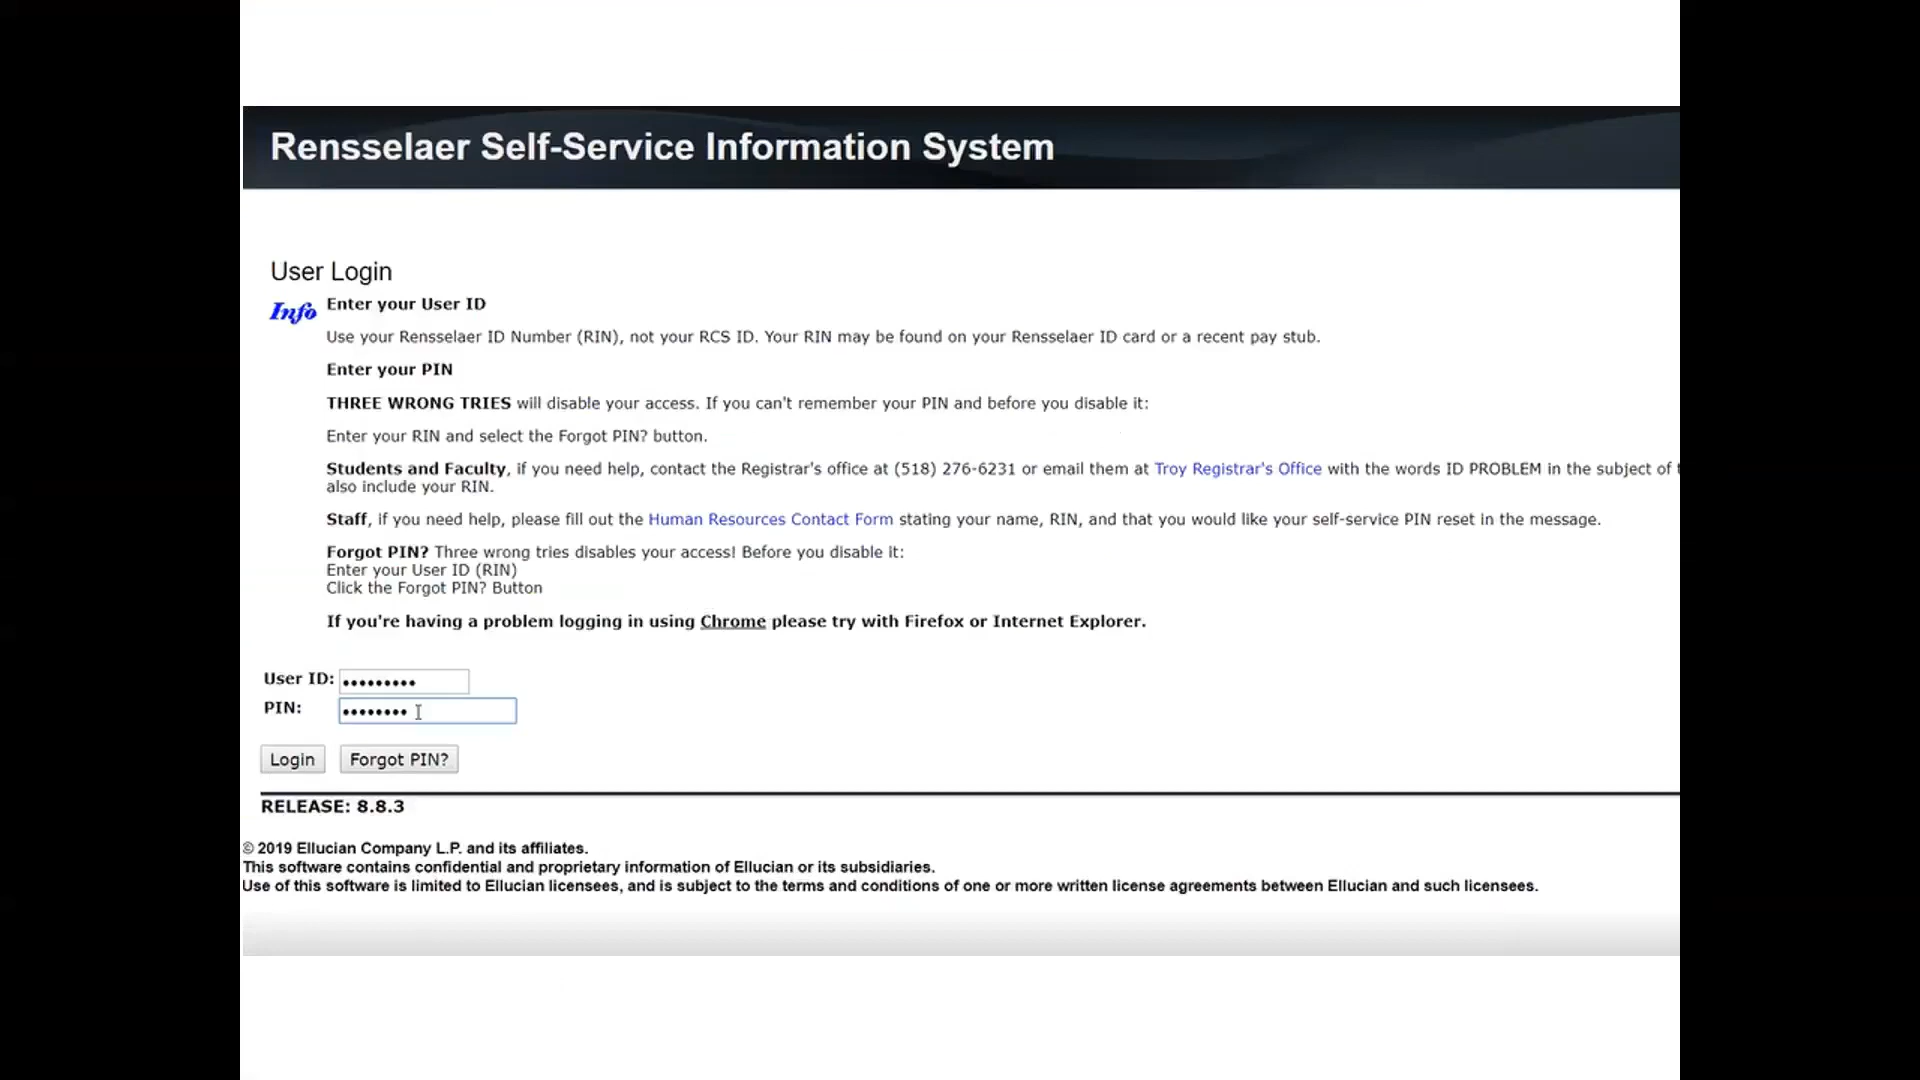 Rensselaer Self-Service Information System
User Login
Info Enter your User ID
Use your Rensselaer ID Number (RIN), not your RCS ID. Your RIN may be found on your Rensselaer ID card or a recent pay stub.
Enter your PIN
THREE WRONG TRIES will disable your access. If you can't remember your PIN and before you disable it:
Enter your RIN and select the Forgot PIN? button.
Students and Faculty, if you need help, contact the Registrar's office at (518) 276-6231 or email them at Troy Registrar's Office with the words ID PROBLEM in the subject of
also include your RIN.
Staff, if you need help, please fill out the Human Resources Contact Form stating your name, RIN, and that you would like your self-service PIN reset in the message.
Forgot PIN? Three wrong tries disables your access! Before you disable it:
Enter your User ID (RIN)
Click the Forgot PIN? Button
If you're having a problem logging in using Chrome please try with Firefox or Internet Explorer.
User ID: •••••••••
PIN: ••••••••
Login Forgot PIN?
RELEASE: 8.8.3
© 2019 Ellucian Company L.P. and its affiliates.
This software contains confidential and proprietary information of Ellucian or its subsidiaries.
Use of this software is limited to Ellucian licensees, and is subject to the terms and conditions of one or more written license agreements between Ellucian and such licensees.